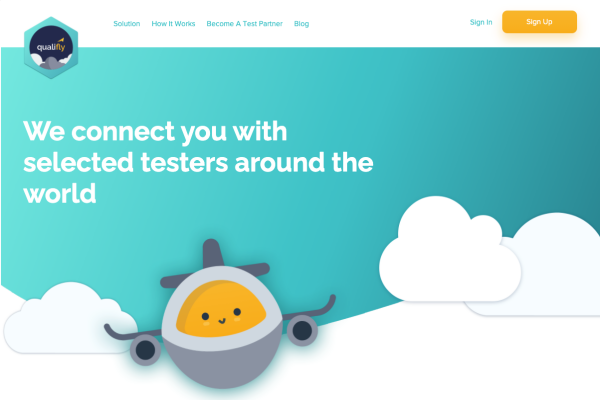 qualifly
Solution
How It Works
Become A Test Partner
Blog
Sign In
Sign Up
We connect you with
selected testers around the
world